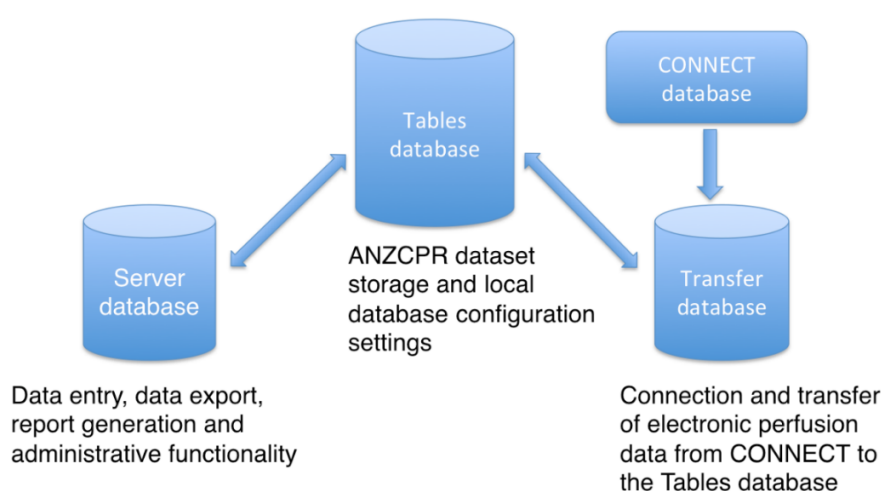 Tables
database
CONNECT
database
Server
database
ANZCPR dataset
storage and local
database configuration
settings
Transfer
database
Data entry, data export,
report generation and
administrative functionality
Connection and transfer
of electronic perfusion
data from CONNECT to
the Tables database